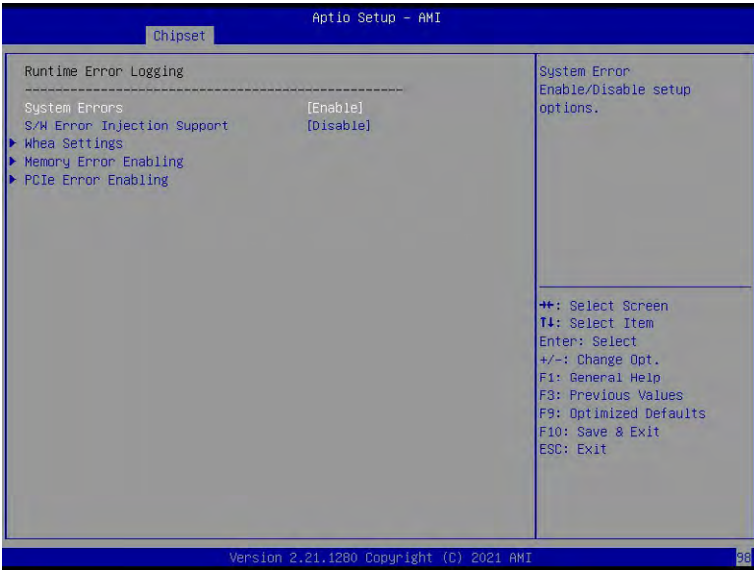 Aptio Setup - AMI
Chipset
Runtime Error Logging
System Errors [Enable]
S/W Error Injection Support [Disable]
Whea Settings
Memory Error Enabling
PCIe Error Enabling
System Error
Enable/Disable setup
options.
→←: Select Screen
↑↓: Select Item
Enter: Select
+/-: Change Opt.
F1: General Help
F3: Previous Values
F9: Optimized Defaults
F10: Save & Exit
ESC: Exit
Version 2.21.1280 Copyright (C) 2021 AMI
98